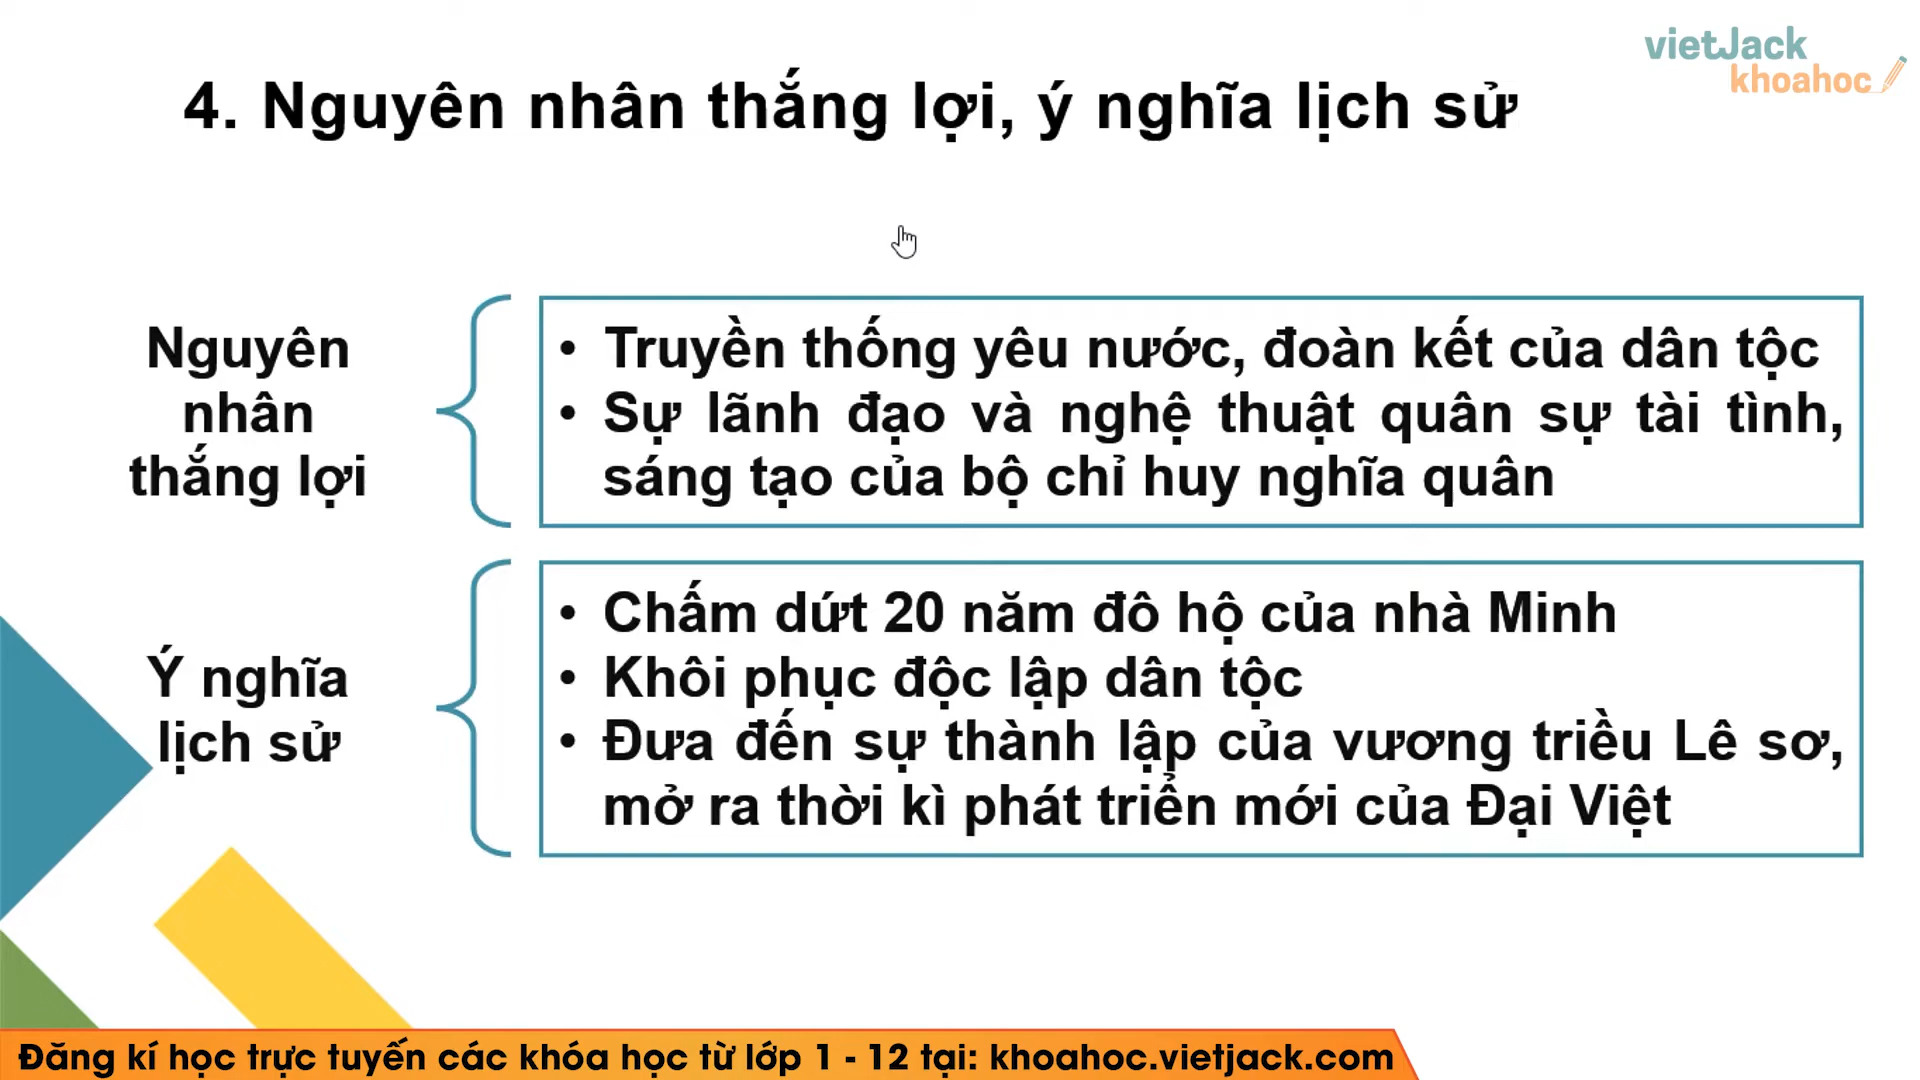 vietJack
khoahoc
4. Nguyên nhân thắng lợi, ý nghĩa lịch sử
Nguyên
nhân
thắng lợi
• Truyền thống yêu nước, đoàn kết của dân tộc
• Sự lãnh đạo và nghệ thuật quân sự tài tình,
sáng tạo của bộ chỉ huy nghĩa quân
Ý nghĩa
lịch sử
• Chấm dứt 20 năm đô hộ của nhà Minh
• Khôi phục độc lập dân tộc
• Đưa đến sự thành lập của vương triều Lê sơ,
mở ra thời kì phát triển mới của Đại Việt
Đăng kí học trực tuyến các khóa học từ lớp 1 - 12 tại: khoahoc.vietjack.com